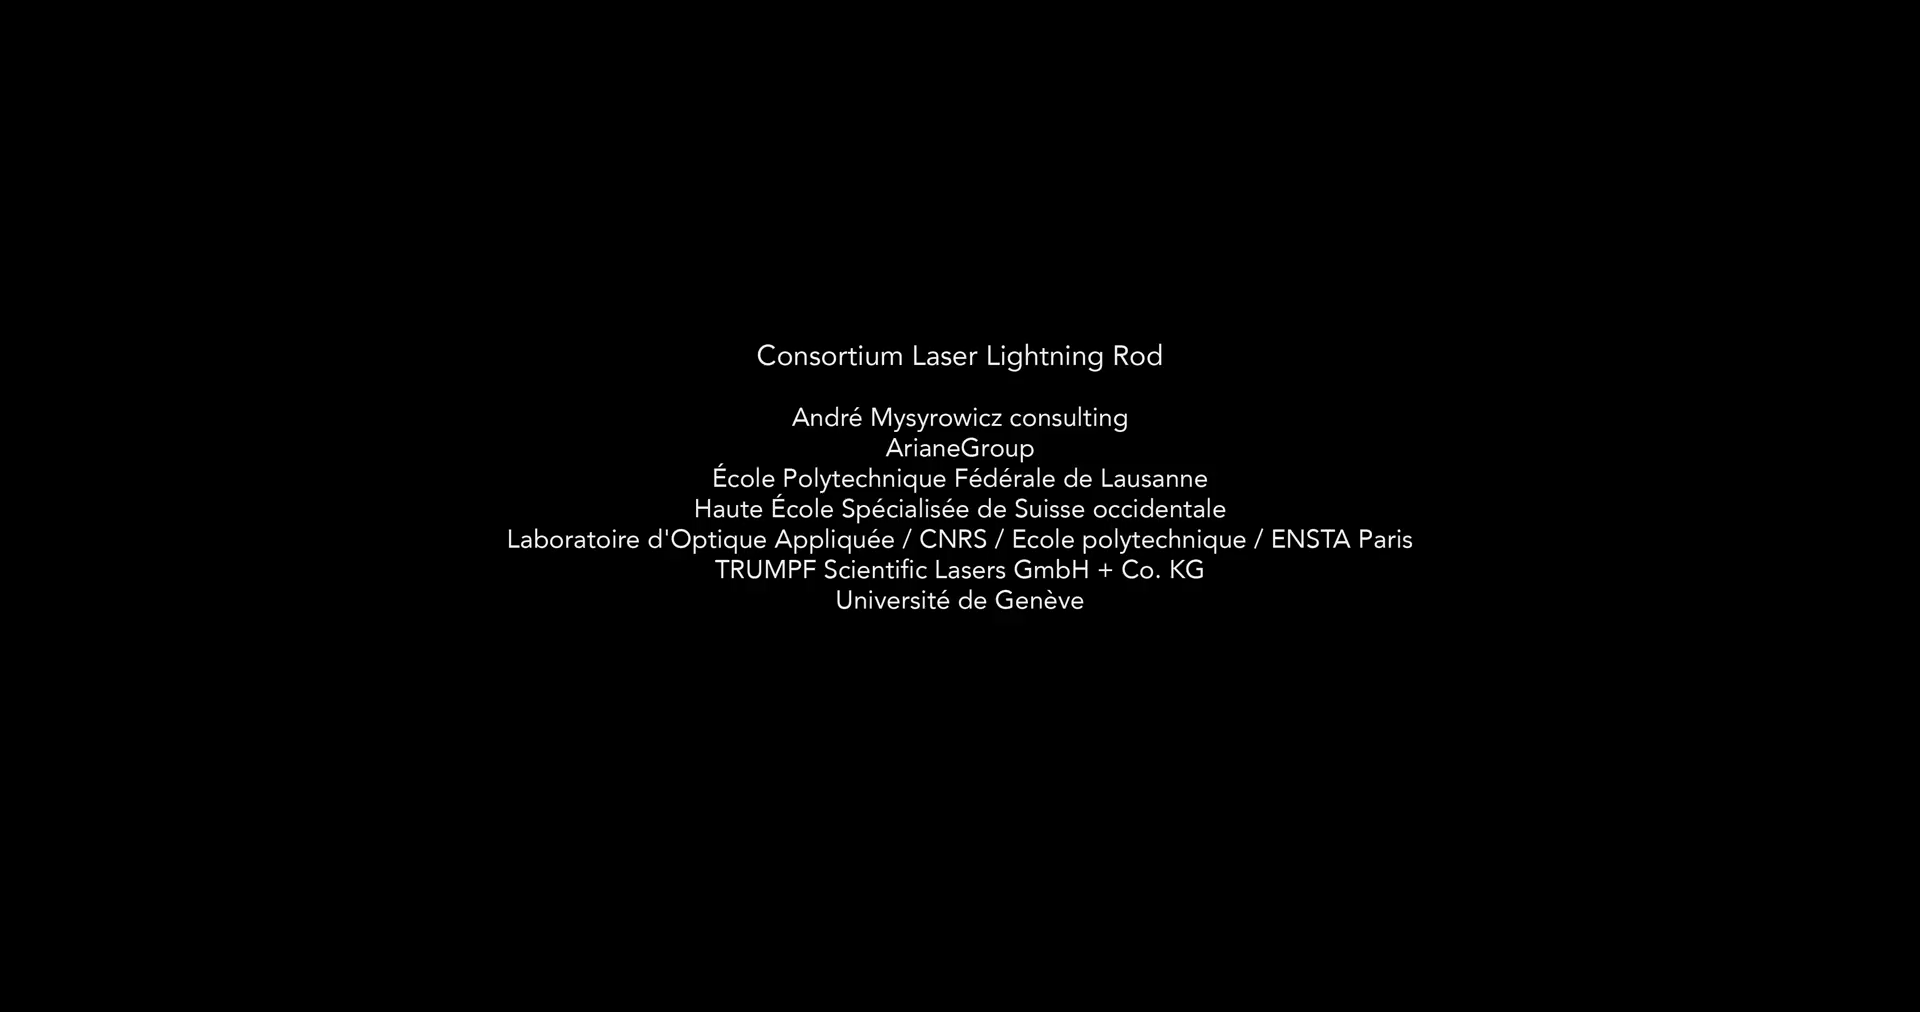 Consortium Laser Lightning Rod
André Mysyrowicz consulting
ArianeGroup
École Polytechnique Fédérale de Lausanne
Haute École Spécialisée de Suisse occidentale
Laboratoire d'Optique Appliquée / CNRS / Ecole polytechnique / ENSTA Paris
TRUMPF Scientific Lasers GmbH + Co. KG
Université de Genève